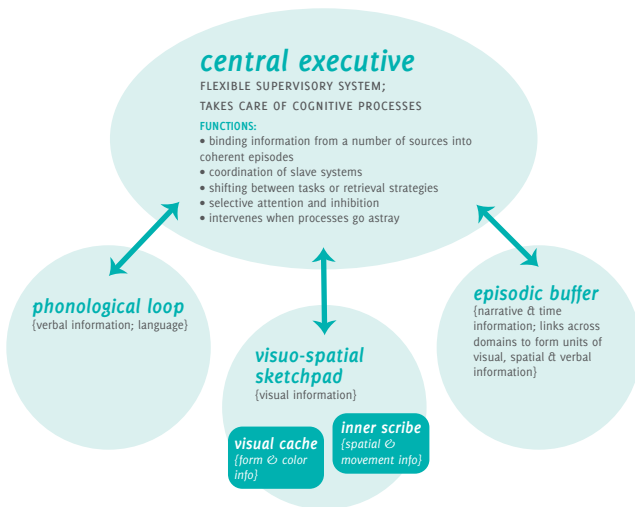 central executive
FLEXIBLE SUPERVISORY SYSTEM;
TAKES CARE OF COGNITIVE PROCESSES
FUNCTIONS:
• binding information from a number of sources into
coherent episodes
• coordination of slave systems
• shifting between tasks or retrieval strategies
• selective attention and inhibition
• intervenes when processes go astray
phonological loop
{verbal information; language}
visuo-spatial
sketchpad
{visual information}
visual cache
{form & color
info}
inner scribe
{spatial &
movement info}
episodic buffer
{narrative & time
information; links across
domains to form units of
visual, spatial & verbal
information}